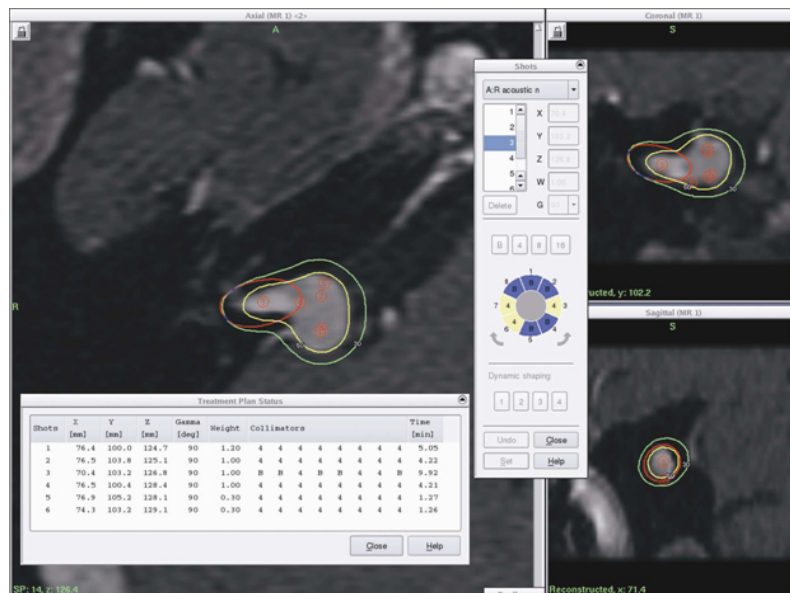 Axial (MR 1) <2>
A
R
SP: 14, z: 126.4
Shots
A:R acoustic n
1
2
3
4
5
6
X
Y
Z
W
G
Delete
B 4 8 16
Dynamic shaping
1 2 3 4
Undo Close
Set Help
Coronal (MR 1)
S
ucted, y: 102.2
Sagittal (MR 1)
S
Reconstructed, x: 71.4
Treatment Plan Status
Shots X [mm] Y [mm] Z [mm] Gamma [deg] Weight Collimators Time [min]
1 76.4 100.0 124.7 90 1.20 4 4 4 4 4 4 4 4 5.05
2 76.5 103.8 125.1 90 1.00 4 4 4 4 4 4 4 4 4.22
3 70.4 103.2 126.8 90 1.00 B B 4 B B 4 4 B 9.92
4 76.5 100.4 128.4 90 1.00 4 4 4 4 4 4 4 4 4.21
5 76.9 105.2 128.1 90 0.30 4 4 4 4 4 4 4 4 1.27
6 74.3 103.2 129.1 90 0.30 4 4 4 4 4 4 4 4 1.26
Close Help